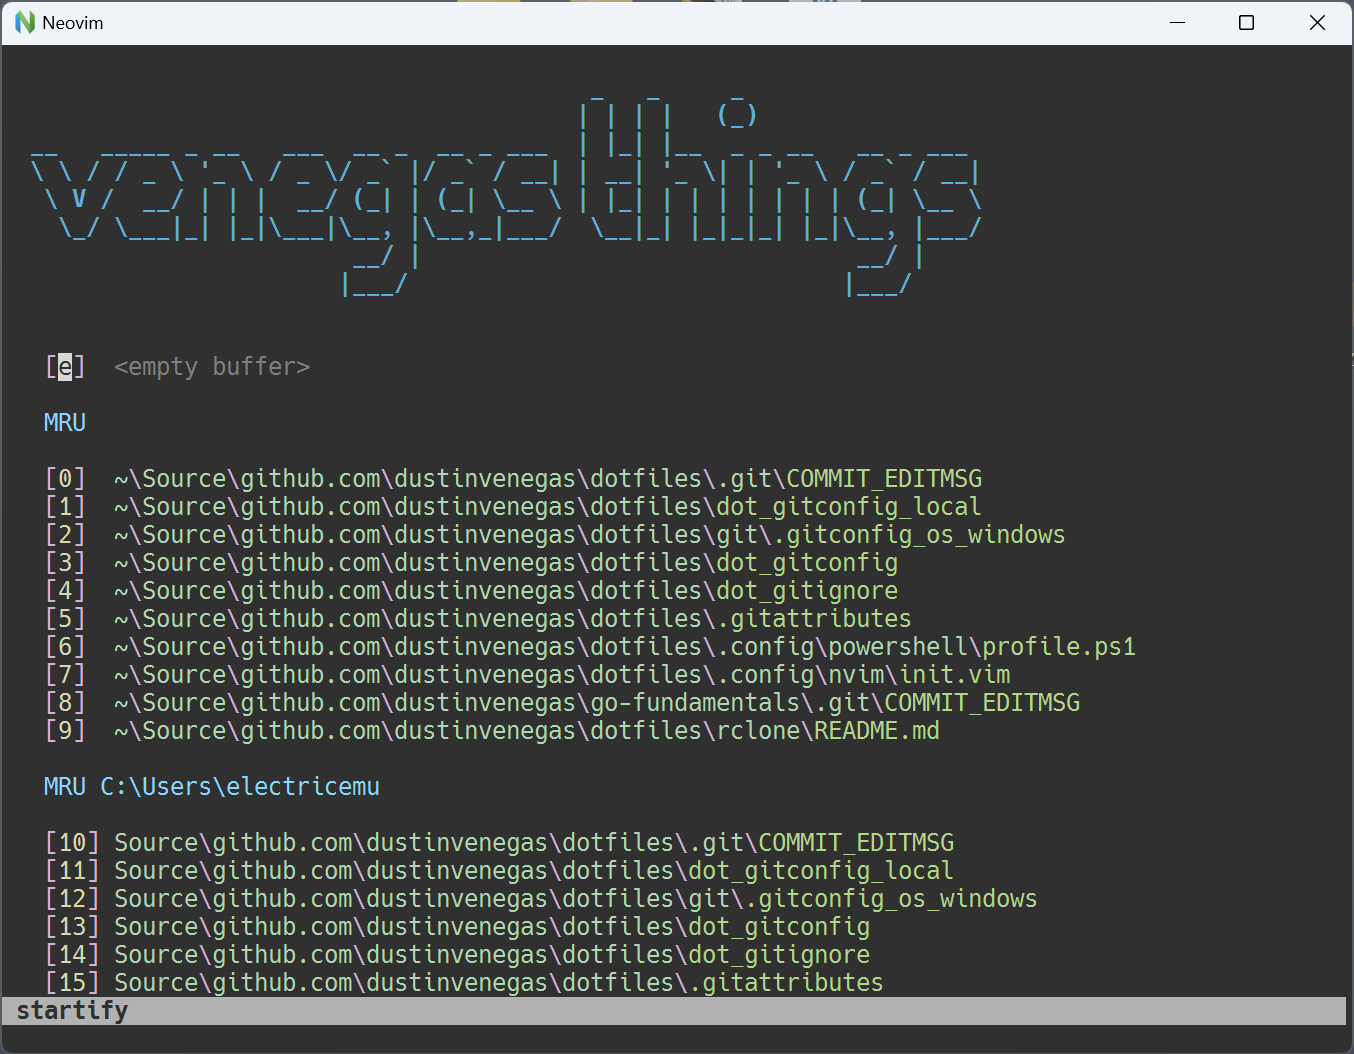 Neovim
venegas things
[e]  <empty buffer>
MRU
[0]  ~\Source\github.com\dustinvenegas\dotfiles\.git\COMMIT_EDITMSG
[1]  ~\Source\github.com\dustinvenegas\dotfiles\dot_gitconfig_local
[2]  ~\Source\github.com\dustinvenegas\dotfiles\git\.gitconfig_os_windows
[3]  ~\Source\github.com\dustinvenegas\dotfiles\dot_gitconfig
[4]  ~\Source\github.com\dustinvenegas\dotfiles\dot_gitignore
[5]  ~\Source\github.com\dustinvenegas\dotfiles\.gitattributes
[6]  ~\Source\github.com\dustinvenegas\dotfiles\.config\powershell\profile.ps1
[7]  ~\Source\github.com\dustinvenegas\dotfiles\.config\nvim\init.vim
[8]  ~\Source\github.com\dustinvenegas\go-fundamentals\.git\COMMIT_EDITMSG
[9]  ~\Source\github.com\dustinvenegas\dotfiles\rclone\README.md
MRU C:\Users\electricemu
[10] Source\github.com\dustinvenegas\dotfiles\.git\COMMIT_EDITMSG
[11] Source\github.com\dustinvenegas\dotfiles\dot_gitconfig_local
[12] Source\github.com\dustinvenegas\dotfiles\git\.gitconfig_os_windows
[13] Source\github.com\dustinvenegas\dotfiles\dot_gitconfig
[14] Source\github.com\dustinvenegas\dotfiles\dot_gitignore
[15] Source\github.com\dustinvenegas\dotfiles\.gitattributes
startify